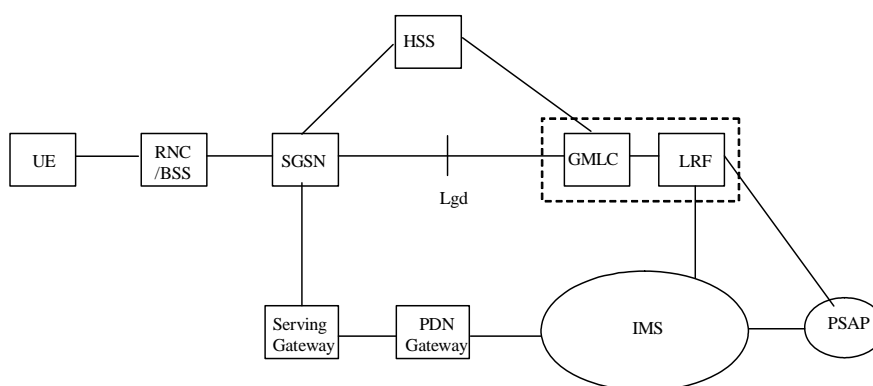 HSS
UE
RNC
/BSS
SGSN
Lgd
GMLC
LRF
Serving
Gateway
PDN
Gateway
IMS
PSAP